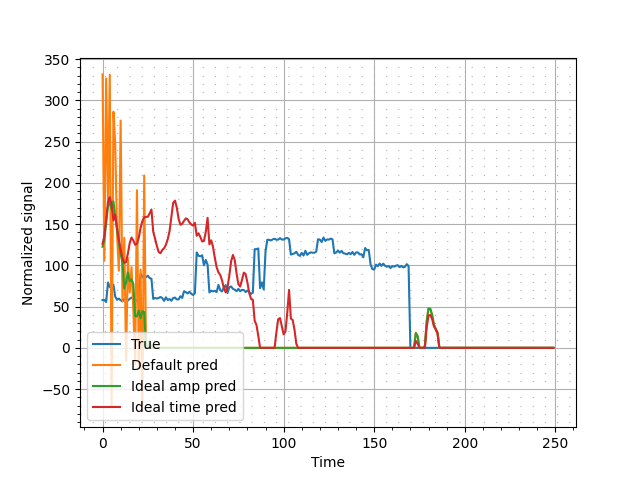 350
300
250
200
150
100
50
0
−50
Normalized signal
True
Default pred
Ideal amp pred
Ideal time pred
0 50 100 150 200 250
Time